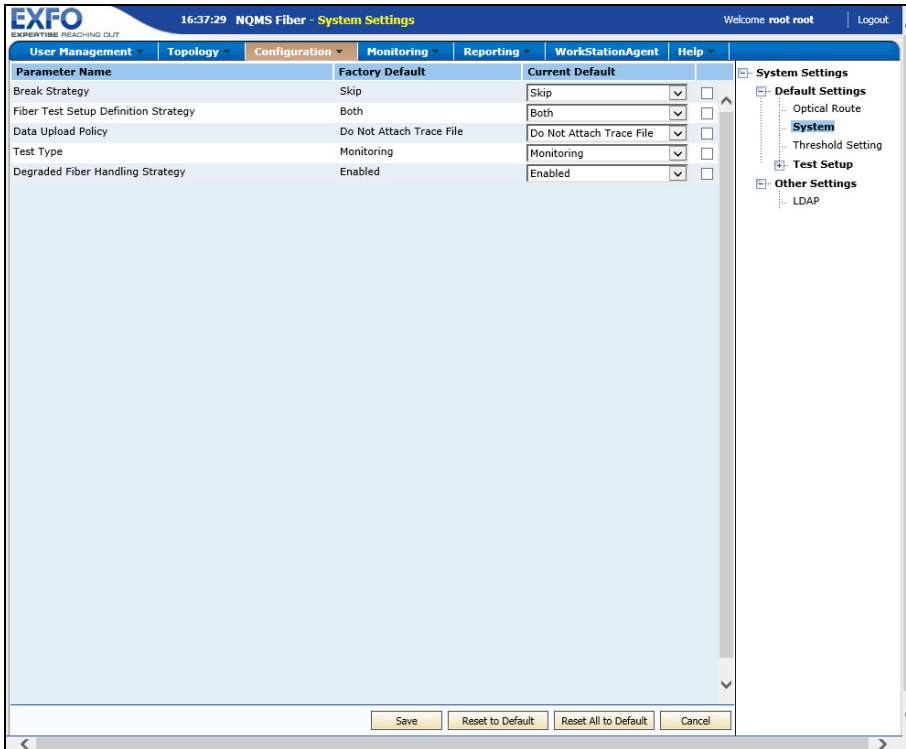 EXFO
EXPERTISE REACHING OUT
16:37:29 NQMS Fiber - System Settings
Welcome root root
Logout
User Management Topology Configuration Monitoring Reporting WorkStationAgent Help
Parameter Name Factory Default Current Default
Break Strategy Skip Skip
Fiber Test Setup Definition Strategy Both Both
Data Upload Policy Do Not Attach Trace File Do Not Attach Trace File
Test Type Monitoring Monitoring
Degraded Fiber Handling Strategy Enabled Enabled
System Settings
Default Settings
Optical Route
System
Threshold Setting
Test Setup
Other Settings
LDAP
Save Reset to Default Reset All to Default Cancel